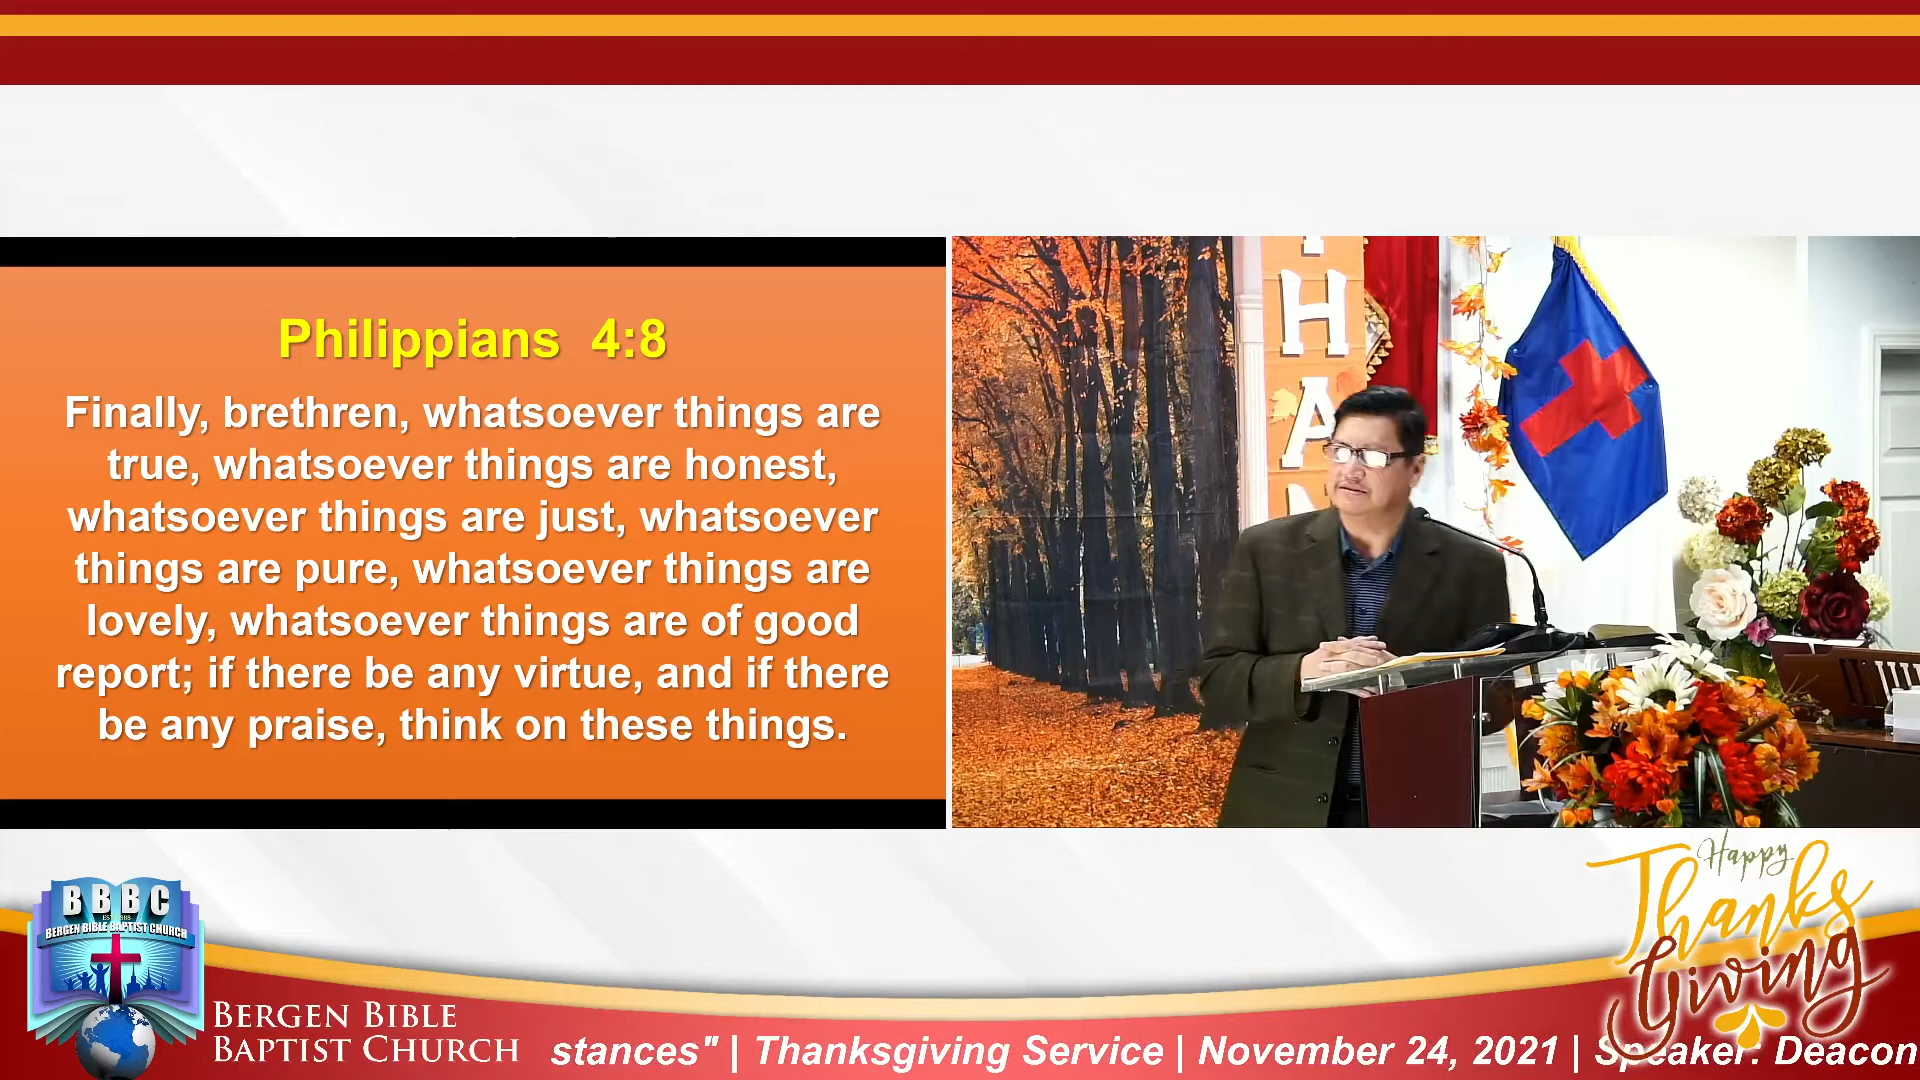 Philippians 4:8
Finally, brethren, whatsoever things are
true, whatsoever things are honest,
whatsoever things are just, whatsoever
things are pure, whatsoever things are
lovely, whatsoever things are of good
report; if there be any virtue, and if there
be any praise, think on these things.
H
A
Happy
Thanks
Giving
B B B C
BERGEN BIBLE BAPTIST CHURCH
BERGEN BIBLE
BAPTIST CHURCH
stances" | Thanksgiving Service | November 24, 2021 | Speaker: Deacon